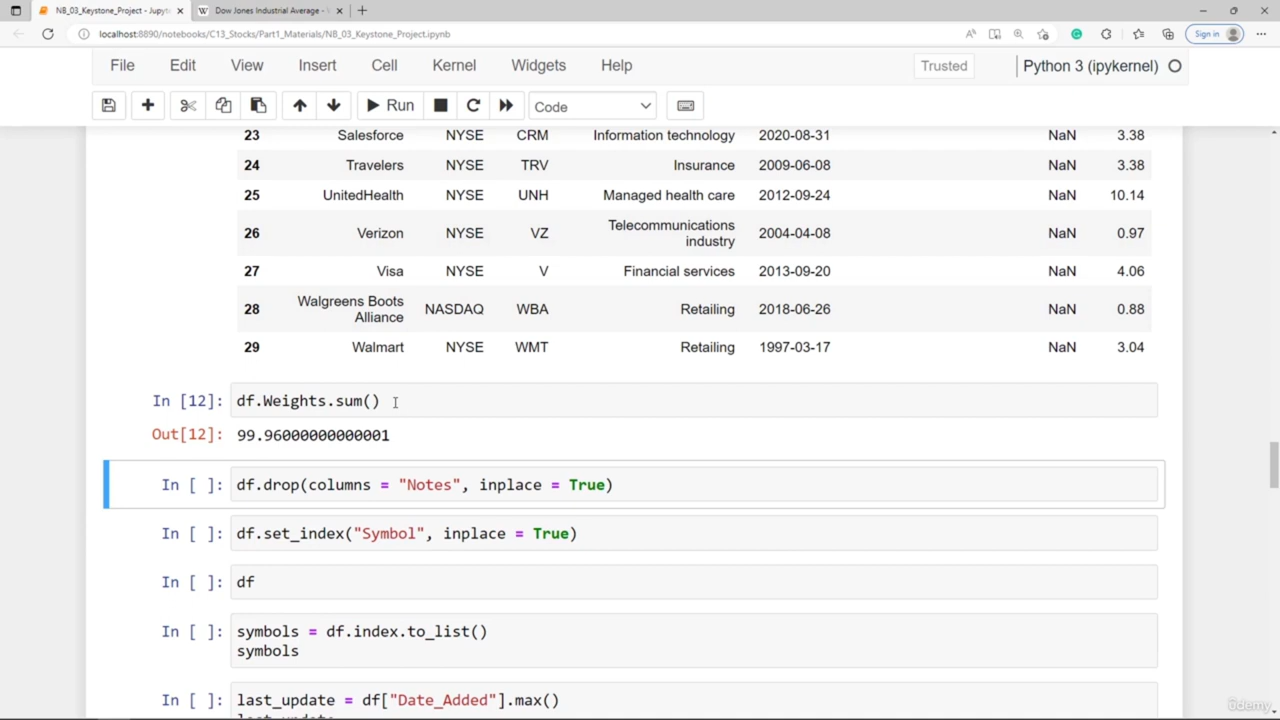 NB_03_Keystone_Project - Jupyte
Dow Jones Industrial Average - V
localhost:8890/notebooks/C13_Stocks/Part1_Materials/NB_03_Keystone_Project.ipynb
Sign in
File Edit View Insert Cell Kernel Widgets Help Trusted Python 3 (ipykernel)
Run Code
23 Salesforce NYSE CRM Information technology 2020-08-31 NaN 3.38
24 Travelers NYSE TRV Insurance 2009-06-08 NaN 3.38
25 UnitedHealth NYSE UNH Managed health care 2012-09-24 NaN 10.14
26 Verizon NYSE VZ Telecommunications industry 2004-04-08 NaN 0.97
27 Visa NYSE V Financial services 2013-09-20 NaN 4.06
28 Walgreens Boots Alliance NASDAQ WBA Retailing 2018-06-26 NaN 0.88
29 Walmart NYSE WMT Retailing 1997-03-17 NaN 3.04
In [12]: df.Weights.sum()
Out[12]: 99.96000000000001
In [ ]: df.drop(columns = "Notes", inplace = True)
In [ ]: df.set_index("Symbol", inplace = True)
In [ ]: df
In [ ]: symbols = df.index.to_list()
symbols
In [ ]: last_update = df["Date_Added"].max()
last_update
ûdemy